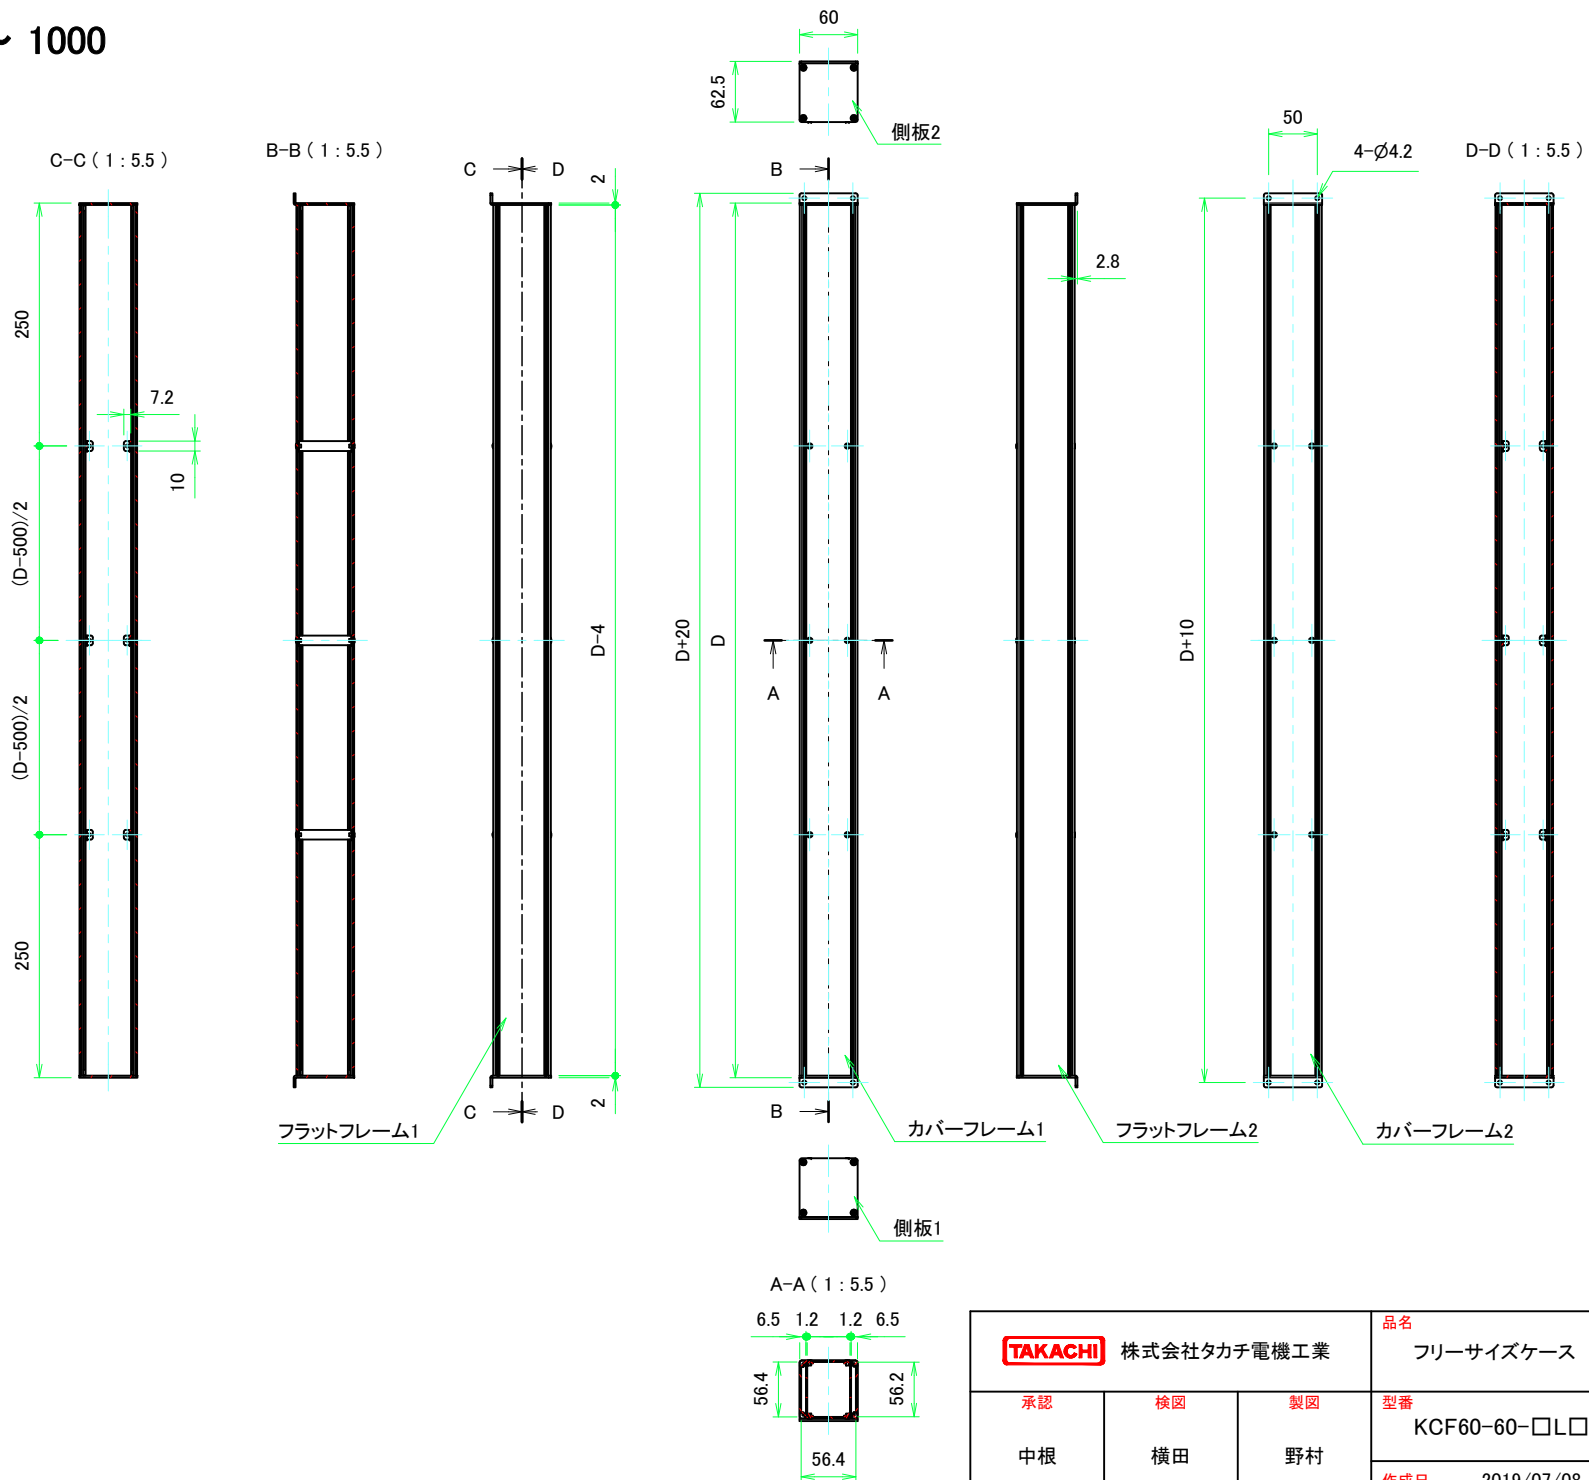 ~ 1000
60
62.5
側板2
C-C ( 1 : 5.5 )
B-B ( 1 : 5.5 )
C
D
2
B
50
4-Ø4.2
D-D ( 1 : 5.5 )
250
7.2
10
(D-500)/2
(D-500)/2
250
D-4
D+20
D
2.8
D+10
A
A
C
D
2
B
フラットフレーム1
カバーフレーム1
フラットフレーム2
カバーフレーム2
側板1
A-A ( 1 : 5.5 )
6.5 1.2 1.2 6.5
56.4
56.2
56.4
TAKACHI 株式会社タカチ電機工業
品名
フリーサイズケース
承認
検図
製図
型番
KCF60-60-□L□
中根
横田
野村
作成日 2019/07/08